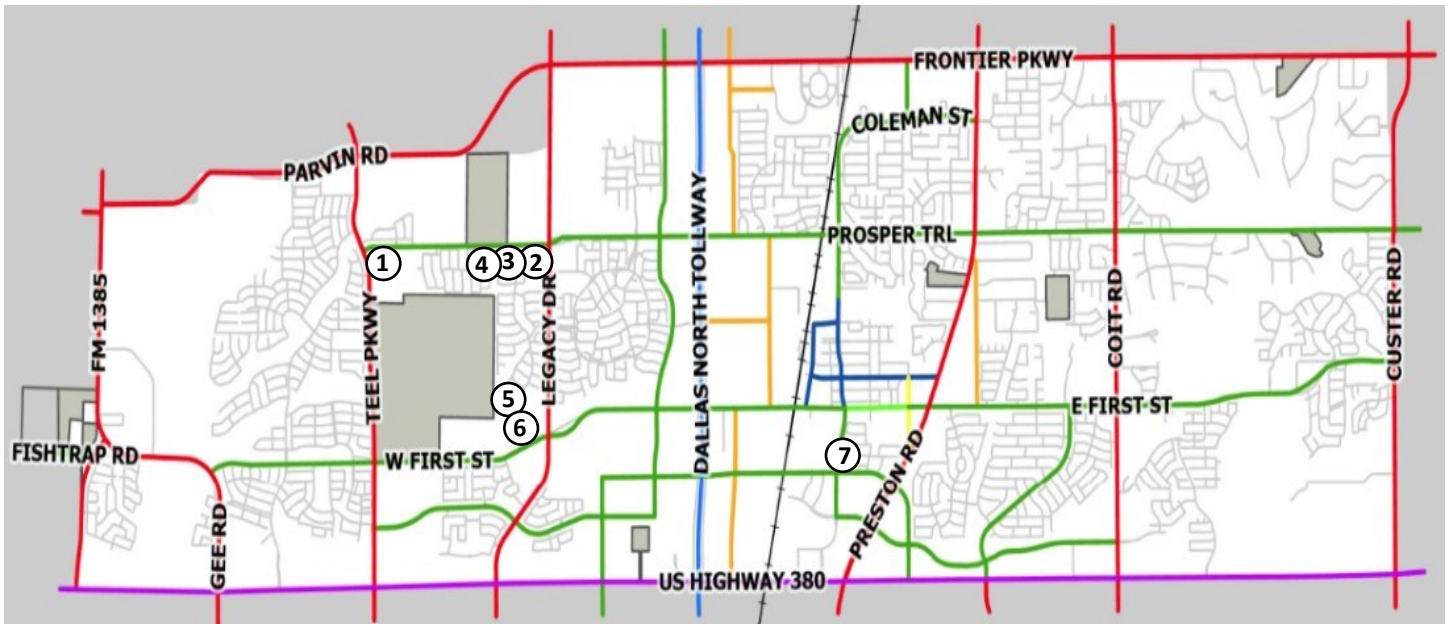 FRONTIER PKWY
COLEMAN ST
PARVIN RD
PROSPER TRL
1
4
3
2
FM 1385
TEEL PKWY
LEGACY DR
DALLAS NORTH TOLLWAY
COIT RD
CUSTER RD
5
6
E FIRST ST
FISHTRAP RD
W FIRST ST
7
PRESTON RD
GEE RD
US HIGHWAY 380